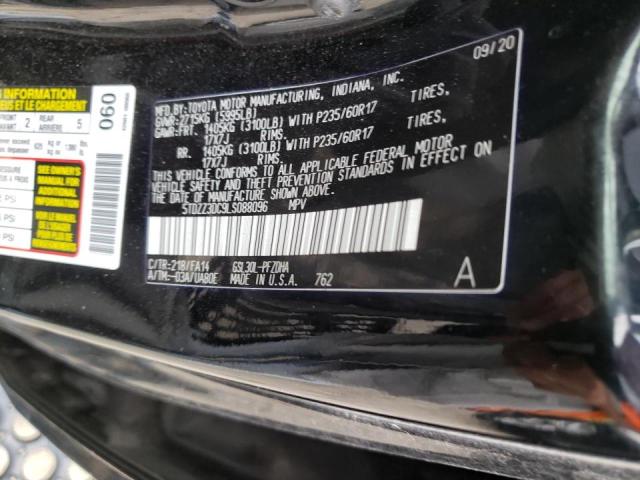 09/20
MFD. BY: TOYOTA MOTOR MANUFACTURING, INDIANA, INC.
GVWR: 2715KG (5995LB)
GAWR: FRT. 1405KG (3100LB) WITH P235/60R17 TIRES,
17X7J RIMS.
RR. 1405KG (3100LB) WITH P235/60R17 TIRES,
17X7J RIMS.
THIS VEHICLE CONFORMS TO ALL APPLICABLE FEDERAL MOTOR
VEHICLE SAFETY AND THEFT PREVENTION STANDARDS IN EFFECT ON
THE DATE OF MANUFACTURE SHOWN ABOVE.
5TDZZ3DC9LS088096 MPV
C/TR:218/FA14 GSL30L-PFZDHA
A/TM:-03A/UA80E MADE IN U.S.A. 762
A
INFORMATION
PNEUS ET LE CHARGEMENT
FRONT 2 REAR 5
AVANT ARRIÈRE
060
SEE OWNER'S
MANUAL FOR
ADDITIONAL
INFORMATION
PSI
PSI